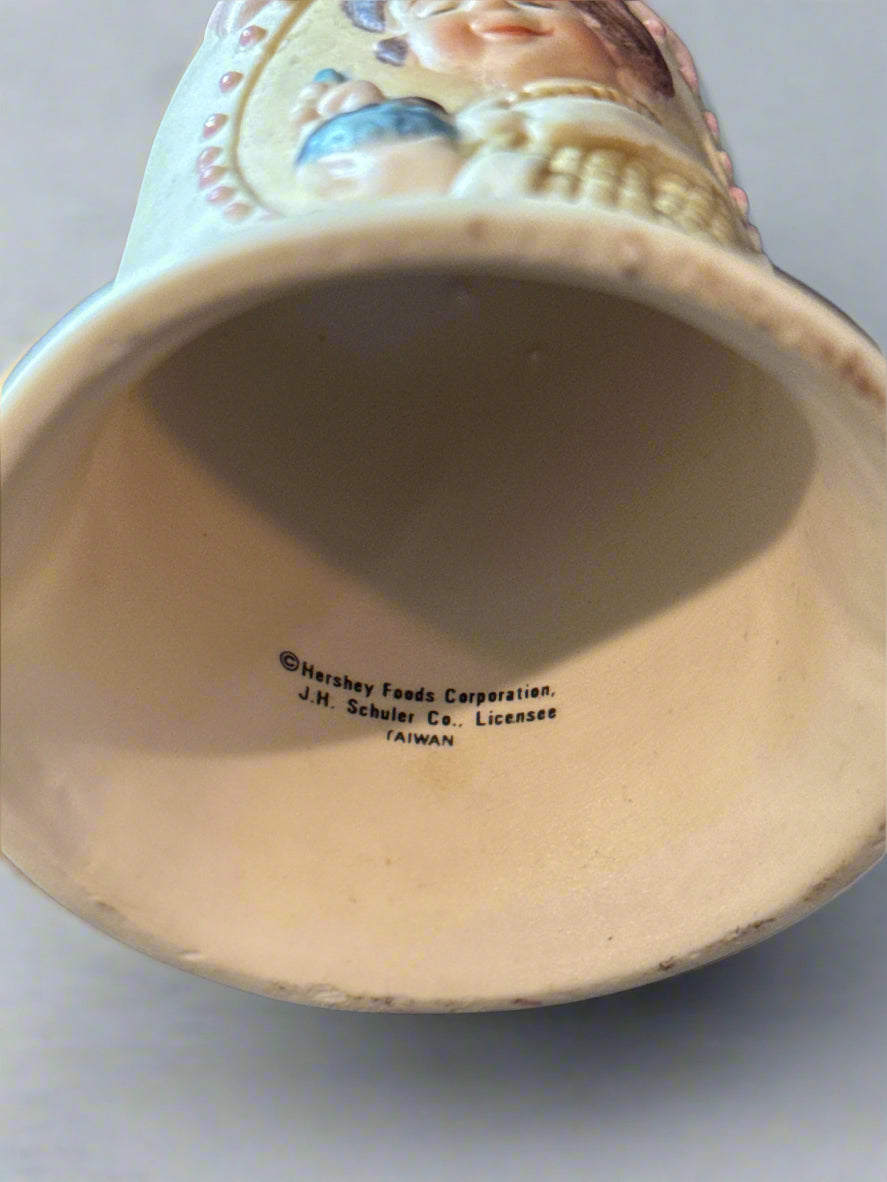 ©Hershey Foods Corporation,
J.H. Schuler Co., Licensee
TAIWAN